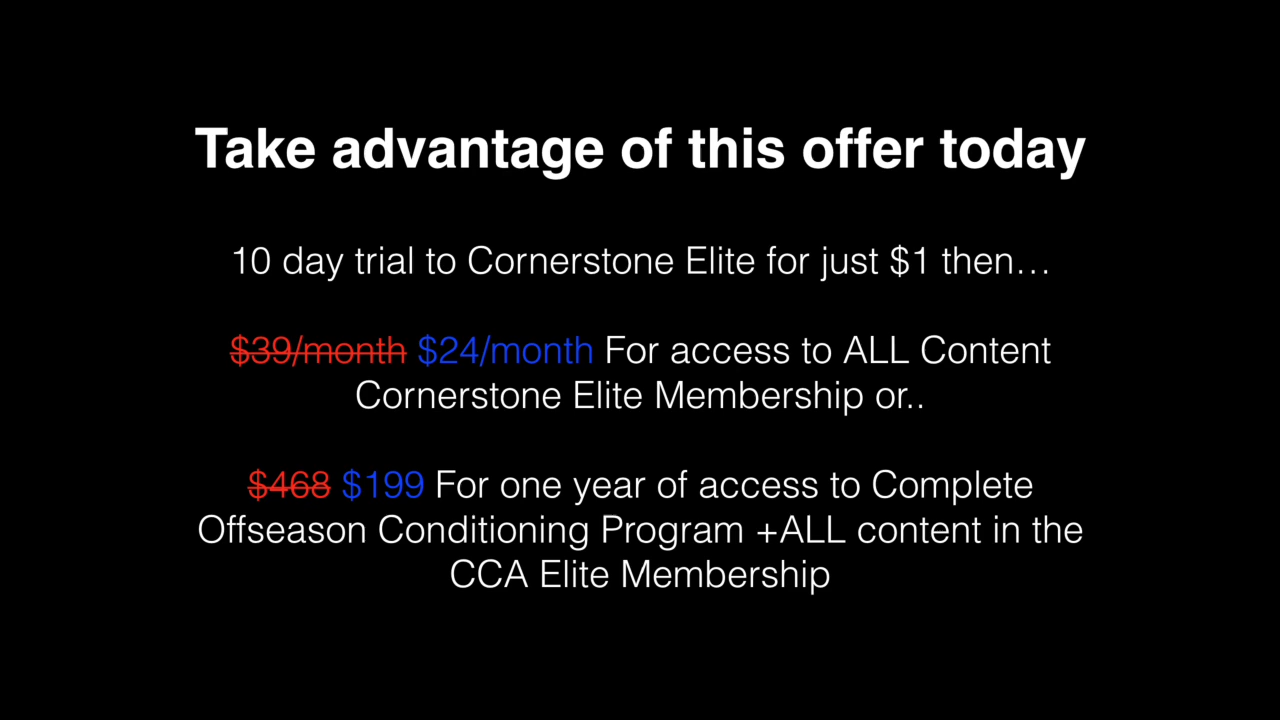 Take advantage of this offer today
10 day trial to Cornerstone Elite for just $1 then…
$39/month $24/month For access to ALL Content
Cornerstone Elite Membership or..
$468 $199 For one year of access to Complete
Offseason Conditioning Program +ALL content in the
CCA Elite Membership